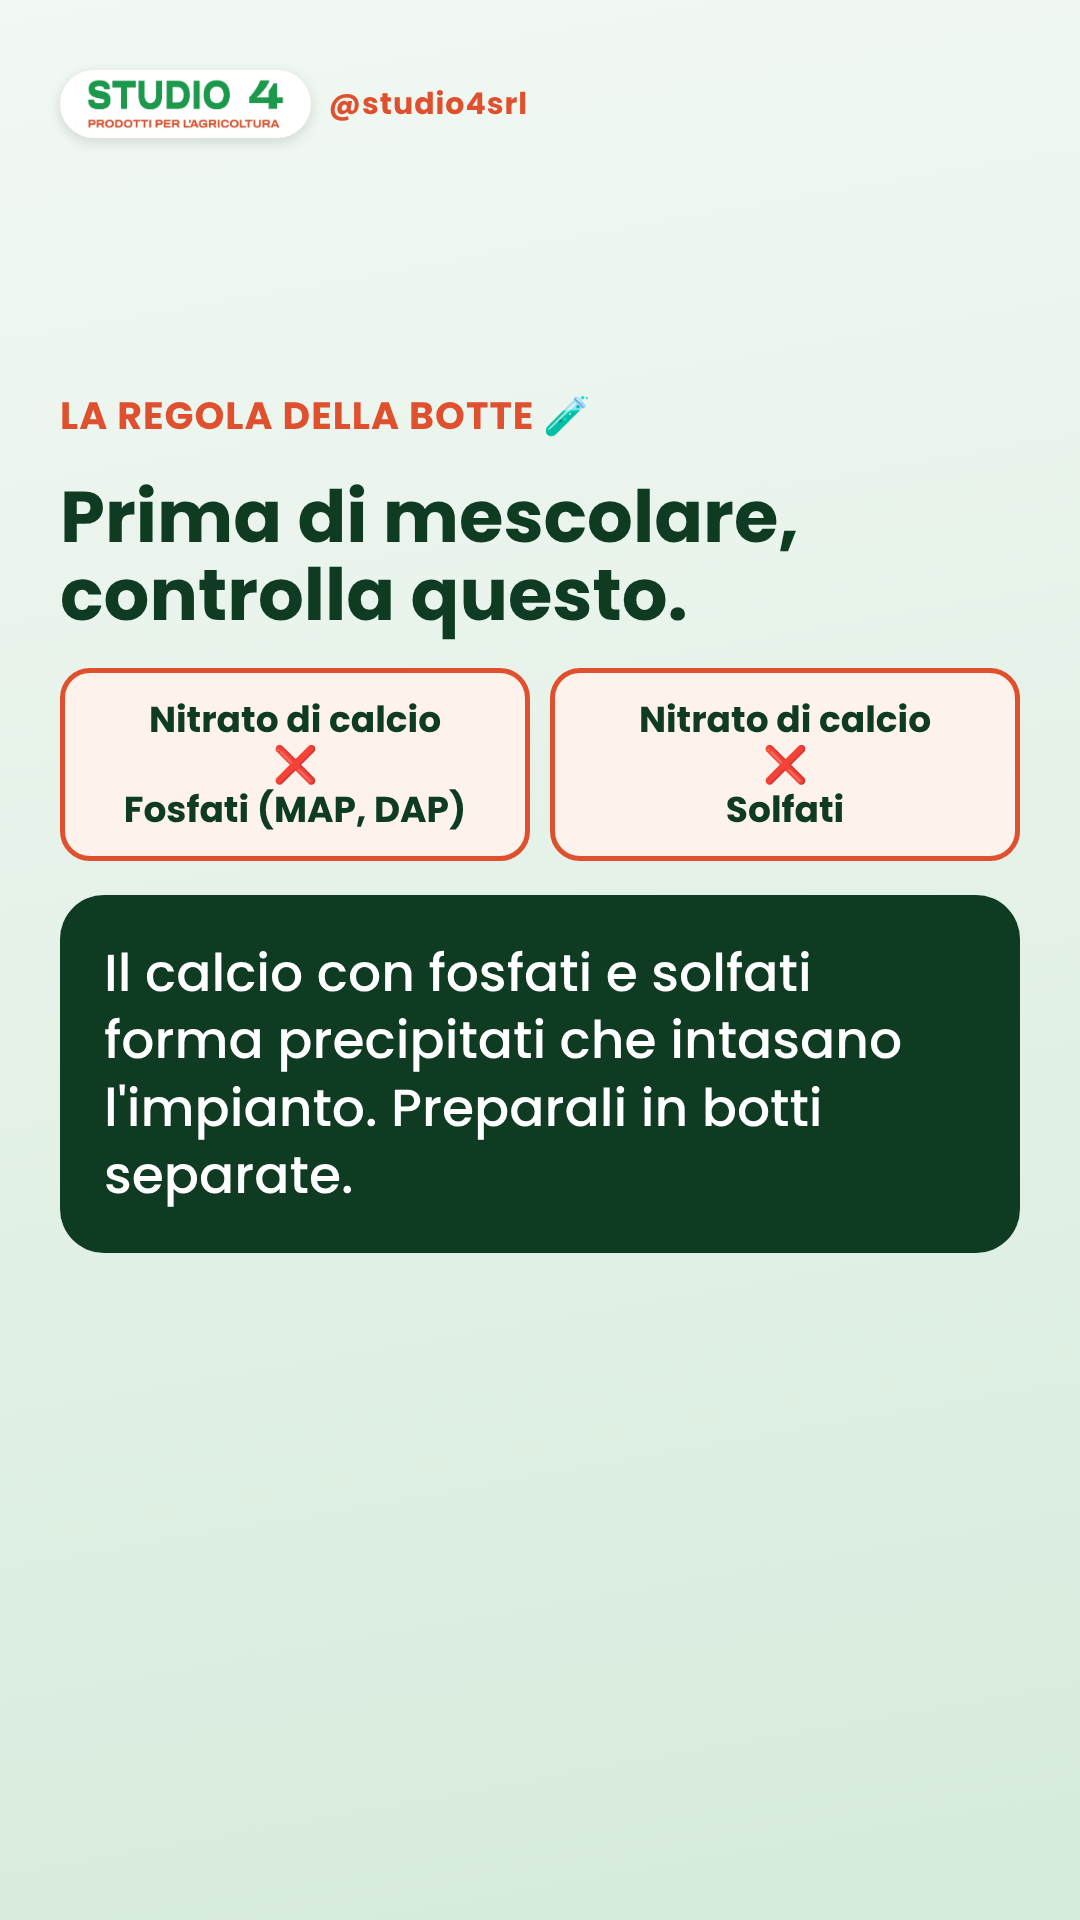 STUDIO 4
PRODOTTI PER L'AGRICOLTURA
@studio4srl
LA REGOLA DELLA BOTTE 🧪
Prima di mescolare,
controlla questo.
Nitrato di calcio
❌
Fosfati (MAP, DAP)
Nitrato di calcio
❌
Solfati
Il calcio con fosfati e solfati
forma precipitati che intasano
l'impianto. Preparali in botti
separate.